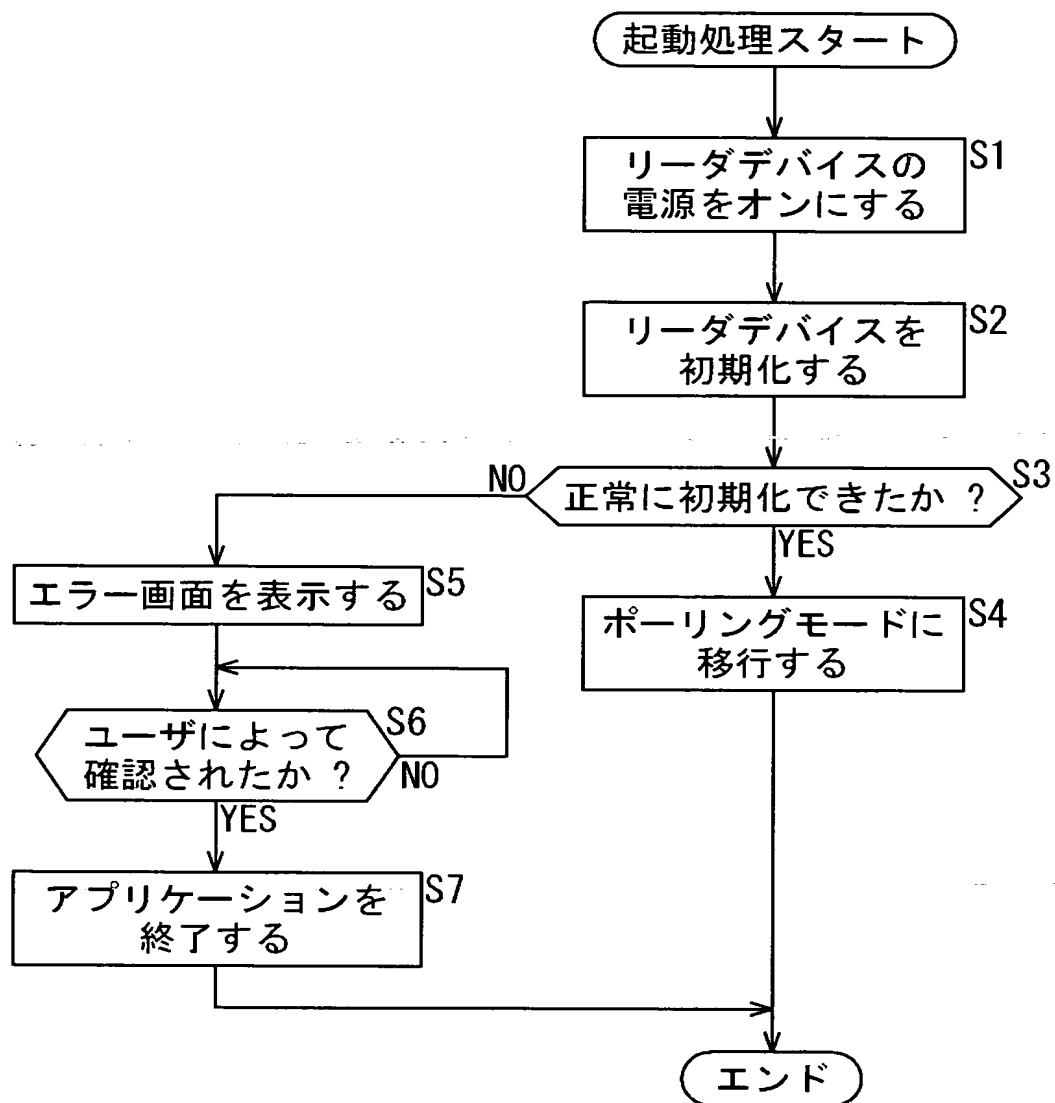 起動処理スタート
リーダデバイスの
電源をオンにする
S1
リーダデバイスを
初期化する
S2
正常に初期化できたか ?
S3
NO
YES
エラー画面を表示する
S5
ポーリングモードに
移行する
S4
ユーザによって
確認されたか ?
S6
NO
YES
アプリケーションを
終了する
S7
エンド